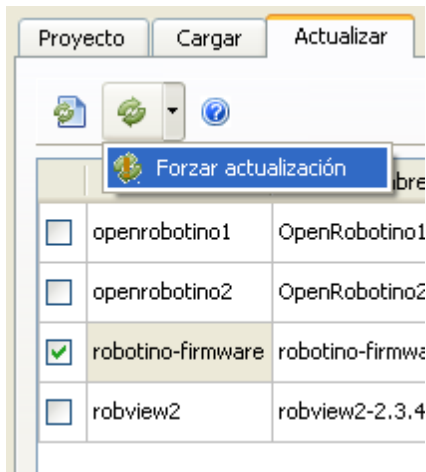 Proyecto Cargar Actualizar
Forzar actualización
openrobotino1 OpenRobotino1
openrobotino2 OpenRobotino2
robotino-firmware robotino-firmwa
robview2 robview2-2.3.4